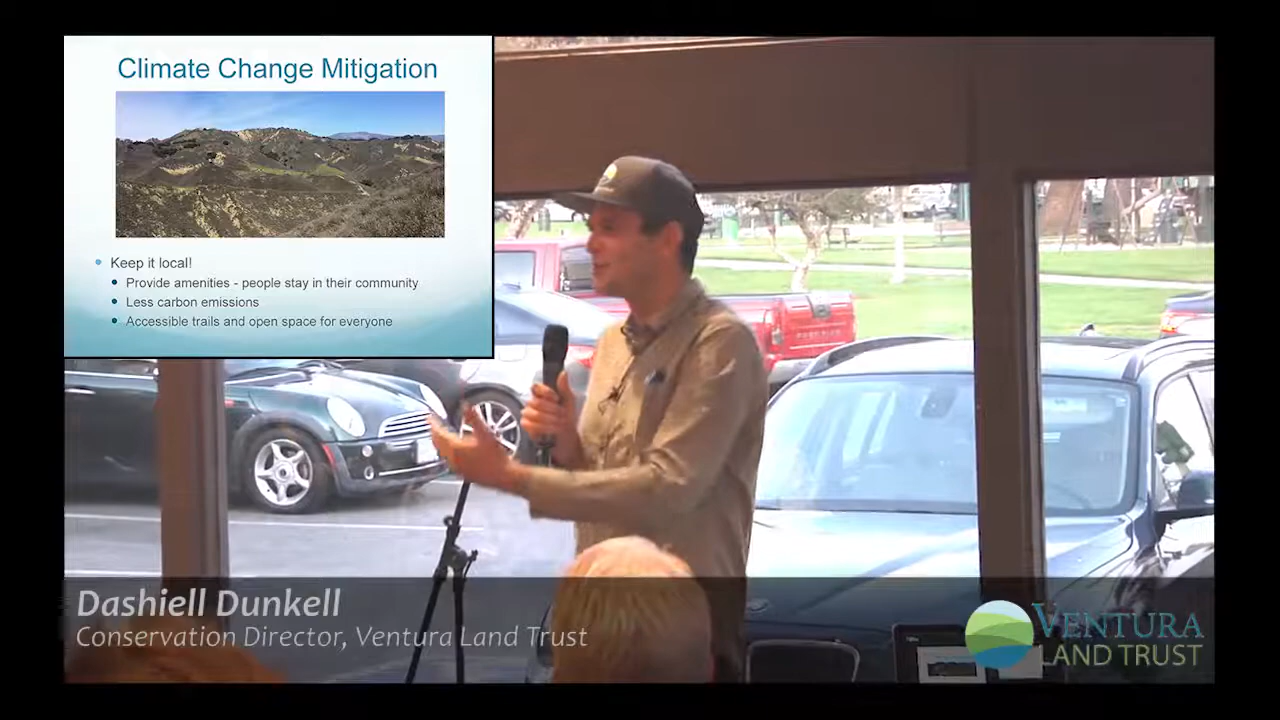 Climate Change Mitigation
Keep it local!
Provide amenities - people stay in their community
Less carbon emissions
Accessible trails and open space for everyone
Dashiell Dunkell
Conservation Director, Ventura Land Trust
VENTURA
LAND TRUST